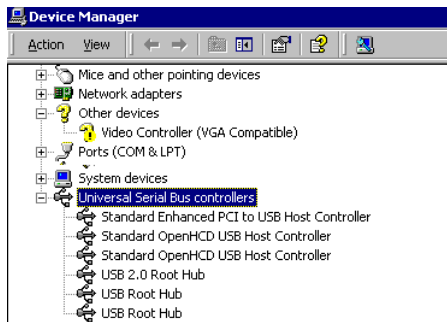 Device Manager
Action View
Mice and other pointing devices
Network adapters
Other devices
Video Controller (VGA Compatible)
Ports (COM & LPT)
System devices
Universal Serial Bus controllers
Standard Enhanced PCI to USB Host Controller
Standard OpenHCD USB Host Controller
Standard OpenHCD USB Host Controller
USB 2.0 Root Hub
USB Root Hub
USB Root Hub